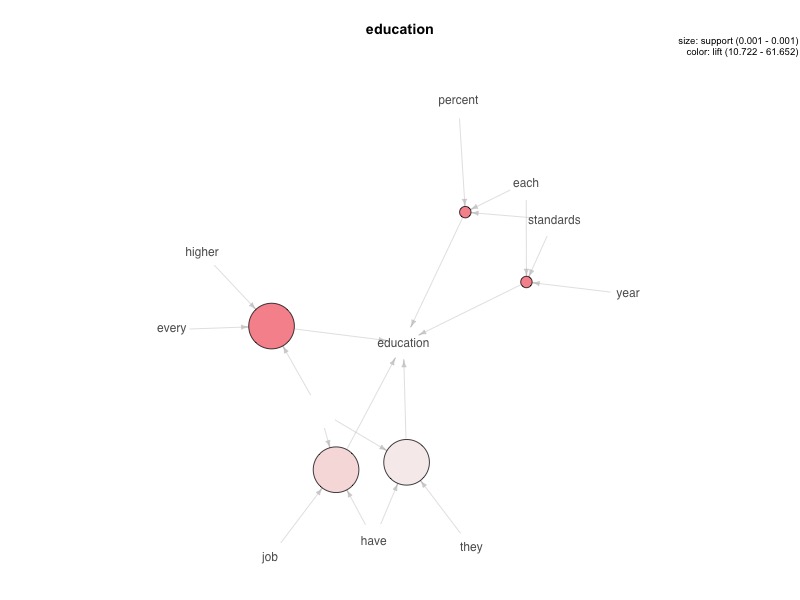 education
size: support (0.001 - 0.001)
color: lift (10.722 - 61.652)
percent
each
standards
higher
year
every
education
have
they
job